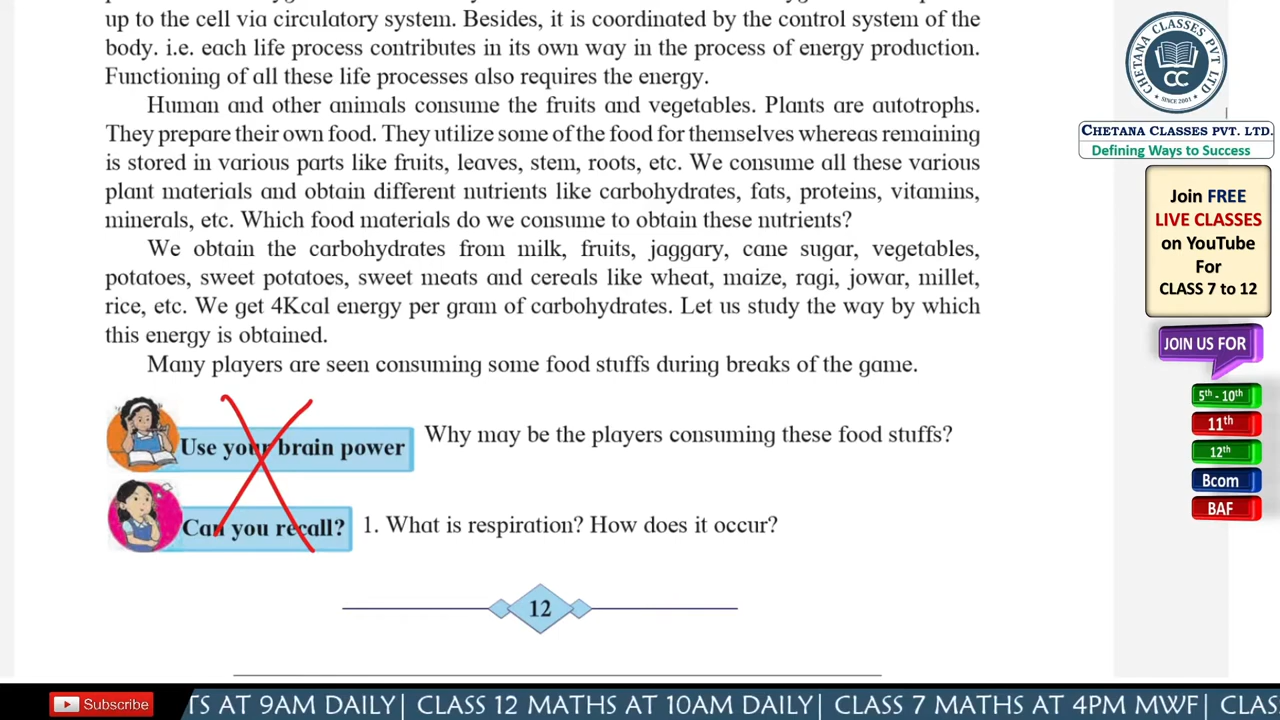 up to the cell via circulatory system. Besides, it is coordinated by the control system of the
body. i.e. each life process contributes in its own way in the process of energy production.
Functioning of all these life processes also requires the energy.
Human and other animals consume the fruits and vegetables. Plants are autotrophs.
They prepare their own food. They utilize some of the food for themselves whereas remaining
is stored in various parts like fruits, leaves, stem, roots, etc. We consume all these various
plant materials and obtain different nutrients like carbohydrates, fats, proteins, vitamins,
minerals, etc. Which food materials do we consume to obtain these nutrients?
We obtain the carbohydrates from milk, fruits, jaggary, cane sugar, vegetables,
potatoes, sweet potatoes, sweet meats and cereals like wheat, maize, ragi, jowar, millet,
rice, etc. We get 4Kcal energy per gram of carbohydrates. Let us study the way by which
this energy is obtained.
Many players are seen consuming some food stuffs during breaks of the game.
Use your brain power
Why may be the players consuming these food stuffs?
Can you recall?
1. What is respiration? How does it occur?
12
CHETANA CLASSES PVT LTD
CC
SINCE 2001
CHETANA CLASSES PVT. LTD.
Defining Ways to Success
Join FREE
LIVE CLASSES
on YouTube
For
CLASS 7 to 12
JOIN US FOR
5th - 10th
11th
12th
Bcom
BAF
Subscribe
TS AT 9AM DAILY| CLASS 12 MATHS AT 10AM DAILY| CLASS 7 MATHS AT 4PM MWF| CLAS